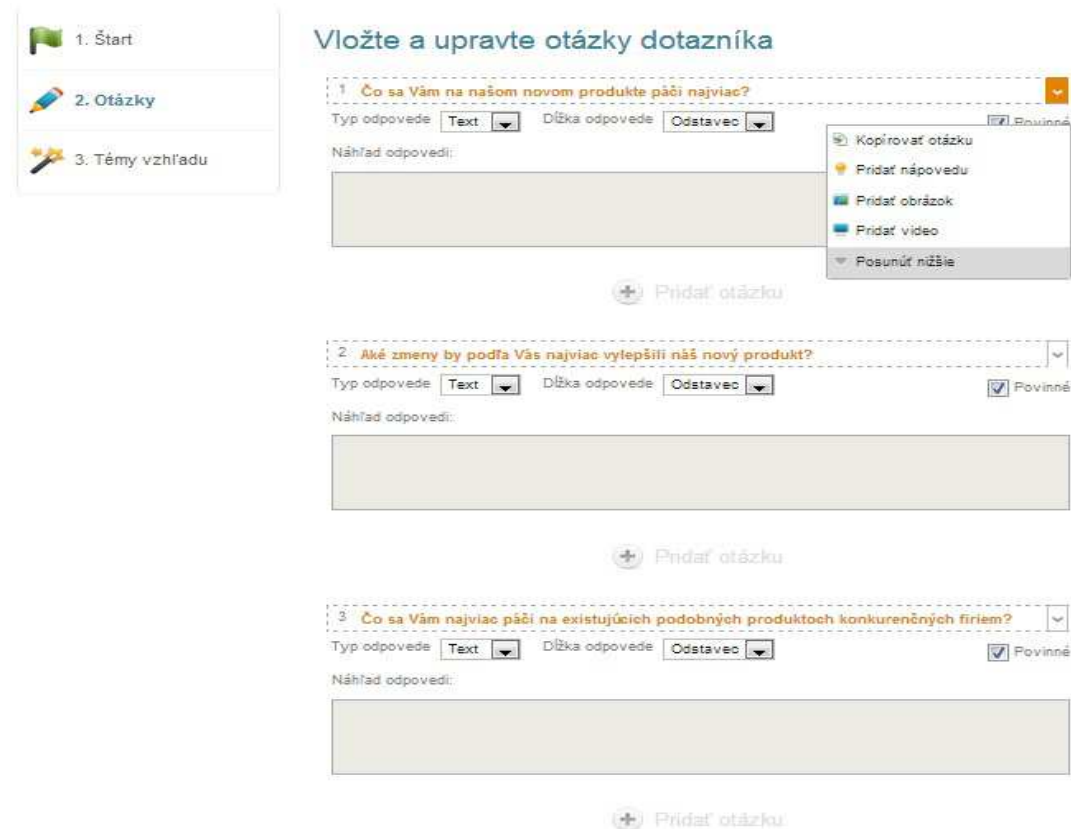 1. Štart
2. Otázky
3. Témy vzhľadu
Vložte a upravte otázky dotazníka
1 Čo sa Vám na našom novom produkte páči najviac?
Typ odpovede Text Dĺžka odpovede Odstavec Povinné
Náhľad odpovedi:
Kopírovať otázku
Pridať nápovedu
Pridať obrázok
Pridať video
Posunúť nižšie
Pridať otázku
2 Aké zmeny by podľa Vás najviac vylepšili náš nový produkt?
Typ odpovede Text Dĺžka odpovede Odstavec Povinné
Náhľad odpovedi:
Pridať otázku
3 Čo sa Vám najviac páči na existujúcich podobných produktoch konkurenčných firiem?
Typ odpovede Text Dĺžka odpovede Odstavec Povinné
Náhľad odpovedi:
Pridať otázku